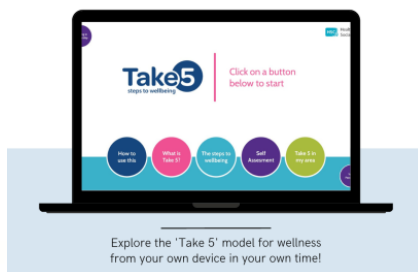 Take5
steps to wellbeing
Click on a button
below to start
How to
use this
What is
Take 5?
The steps to
wellbeing
Self
Assesment
Take 5 in
my area
Explore the 'Take 5' model for wellness
from your own device in your own time!